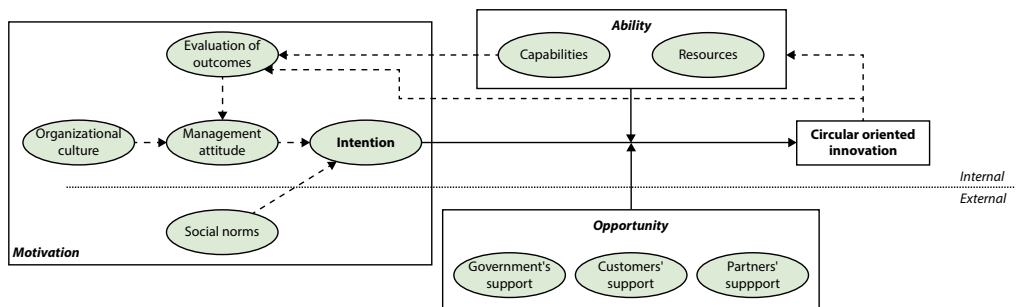 Ability
Evaluation of
outcomes
Capabilities
Resources
Organizational
culture
Management
attitude
Intention
Circular oriented
innovation
Internal
External
Social norms
Motivation
Opportunity
Government's
support
Customers'
support
Partners'
suppport